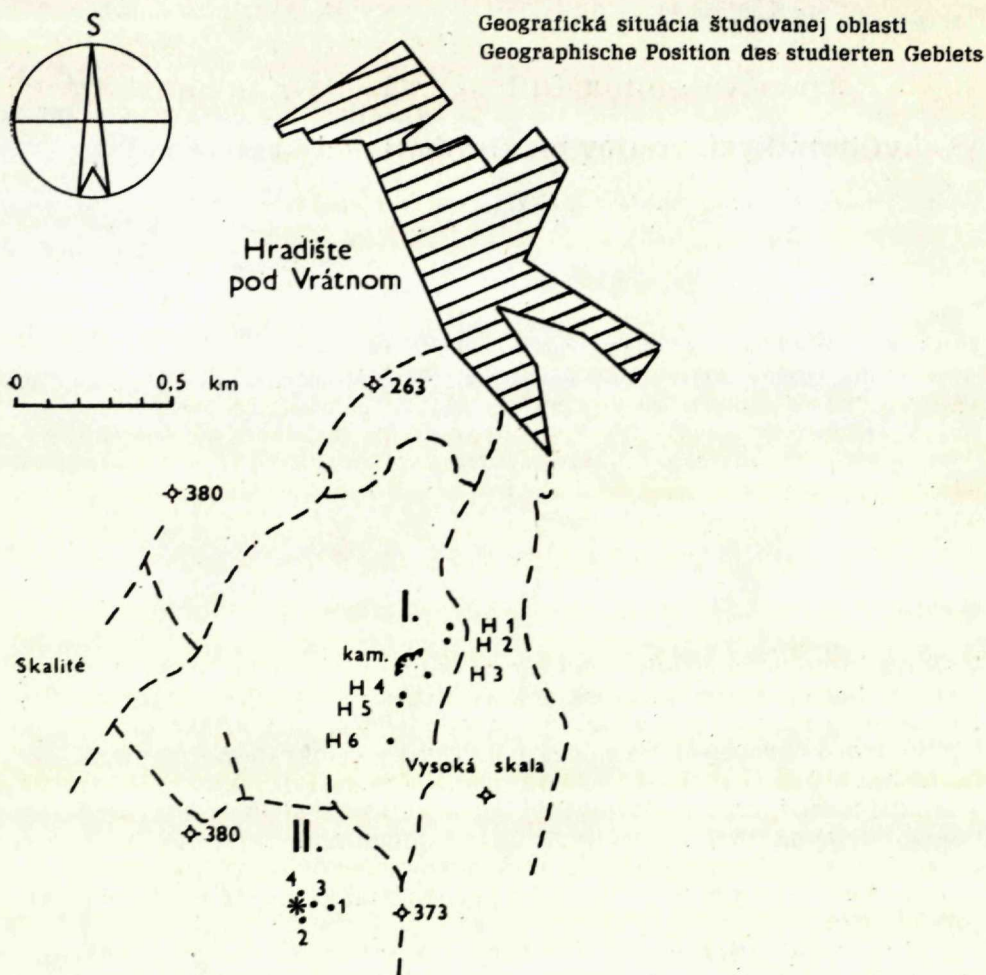 Geografická situácia študovanej oblasti
Geographische Position des studierten Gebiets
S
Hradište
pod Vrátnom
0 0,5 km
263
380
I.
H 1
H 2
kam.
H 3
Skalité
H 4
H 5
H 6
Vysoká skala
380
II.
4
3
1
2
373